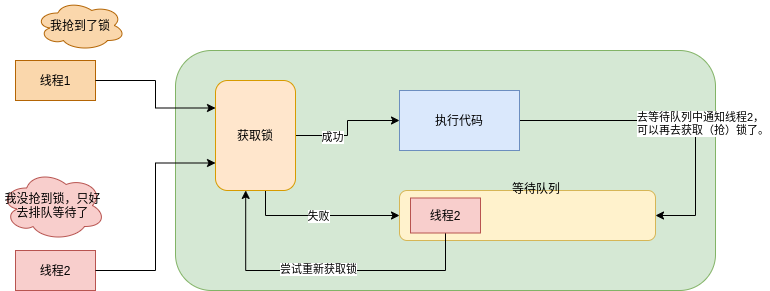 我抢到了锁
线程1
获取锁
成功
执行代码
去等待队列中通知线程2，
可以再去获取（抢）锁了。
我没抢到锁，只好
去排队等待了
等待队列
失败
线程2
线程2
尝试重新获取锁